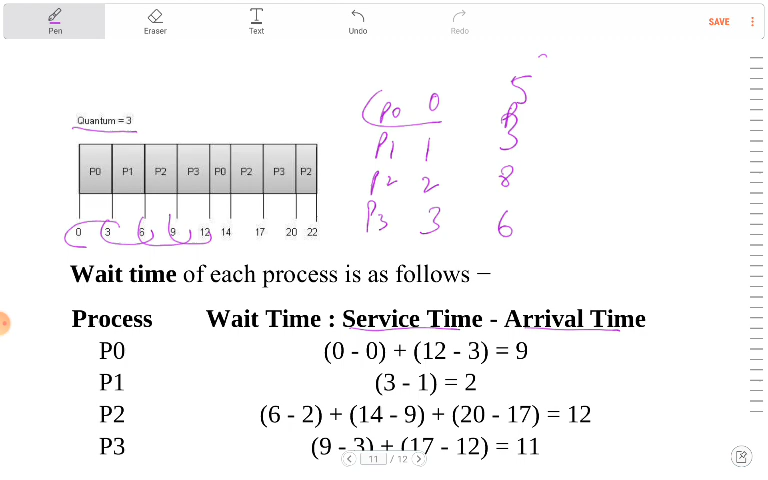 Pen Eraser Text Undo Redo SAVE
5
P0 0
P1 1 3
P2 2 8
P3 3 6
Quantum = 3
P0 P1 P2 P3 P0 P2 P3 P2
0 3 6 9 12 14 17 20 22
Wait time of each process is as follows −
Process Wait Time : Service Time - Arrival Time
P0 (0 - 0) + (12 - 3) = 9
P1 (3 - 1) = 2
P2 (6 - 2) + (14 - 9) + (20 - 17) = 12
P3 (9 - 3) + (17 - 12) = 11
11 / 12